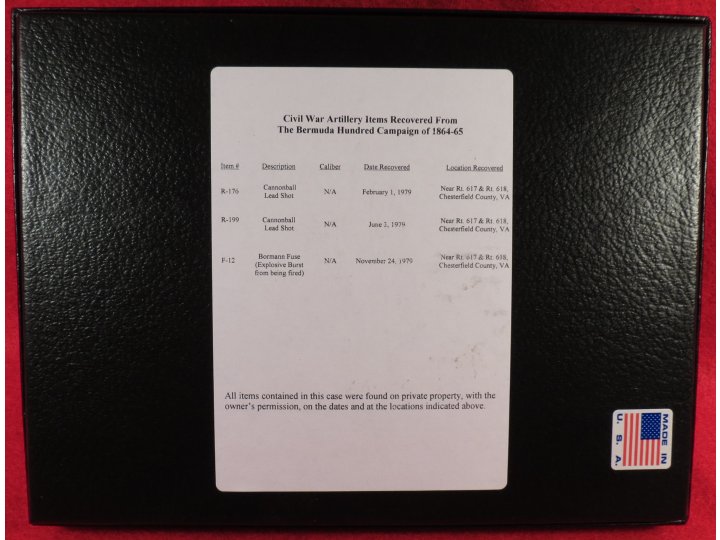 Civil War Artillery Items Recovered From
The Bermuda Hundred Campaign of 1864-65
Item # Description Caliber Date Recovered Location Recovered
R-176 Cannonball Lead Shot N/A February 1, 1979 Near Rt. 617 & Rt. 618, Chesterfield County, VA
R-199 Cannonball Lead Shot N/A June 3, 1979 Near Rt. 617 & Rt. 618, Chesterfield County, VA
F-12 Bormann Fuse (Explosive Burst from being fired) N/A November 24, 1979 Near Rt. 617 & Rt. 618, Chesterfield County, VA
All items contained in this case were found on private property, with the
owner's permission, on the dates and at the locations indicated above.
MADE IN
U. S. A.